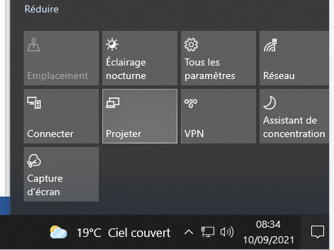 Réduire
Emplacement
Éclairage
nocturne
Tous les
paramètres
Réseau
Connecter
Projeter
VPN
Assistant de
concentration
Capture
d'écran
19°C Ciel couvert
08:34
10/09/2021